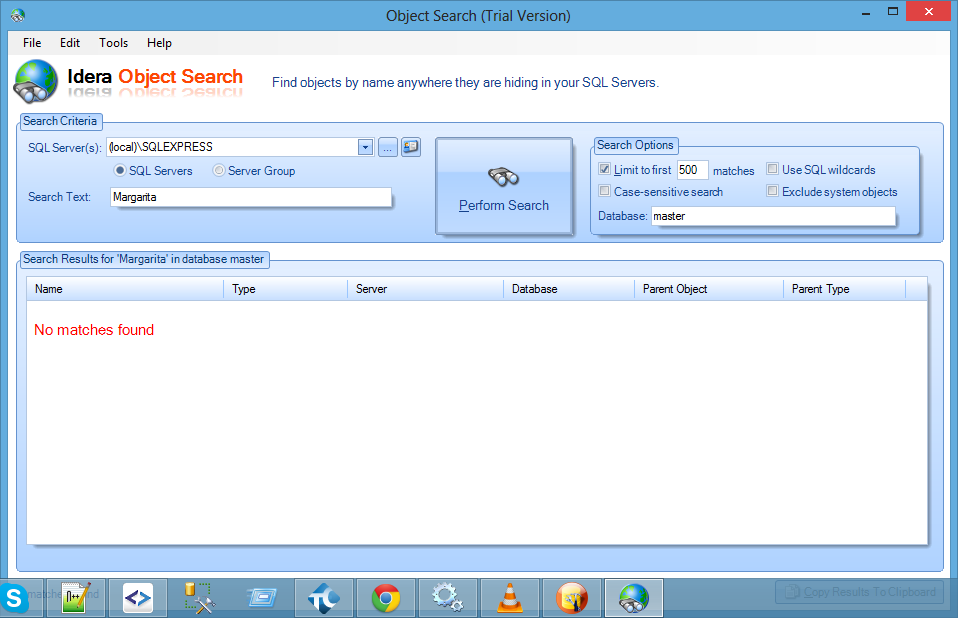 Object Search (Trial Version)
File Edit Tools Help
Idera Object Search
Find objects by name anywhere they are hiding in your SQL Servers.
Search Criteria
SQL Server(s): (local)\SQLEXPRESS ...
SQL Servers Server Group
Search Text: Margarita
Perform Search
Search Options
Limit to first 500 matches Use SQL wildcards
Case-sensitive search Exclude system objects
Database: master
Search Results for 'Margarita' in database master
Name Type Server Database Parent Object Parent Type
No matches found
Copy Results To Clipboard